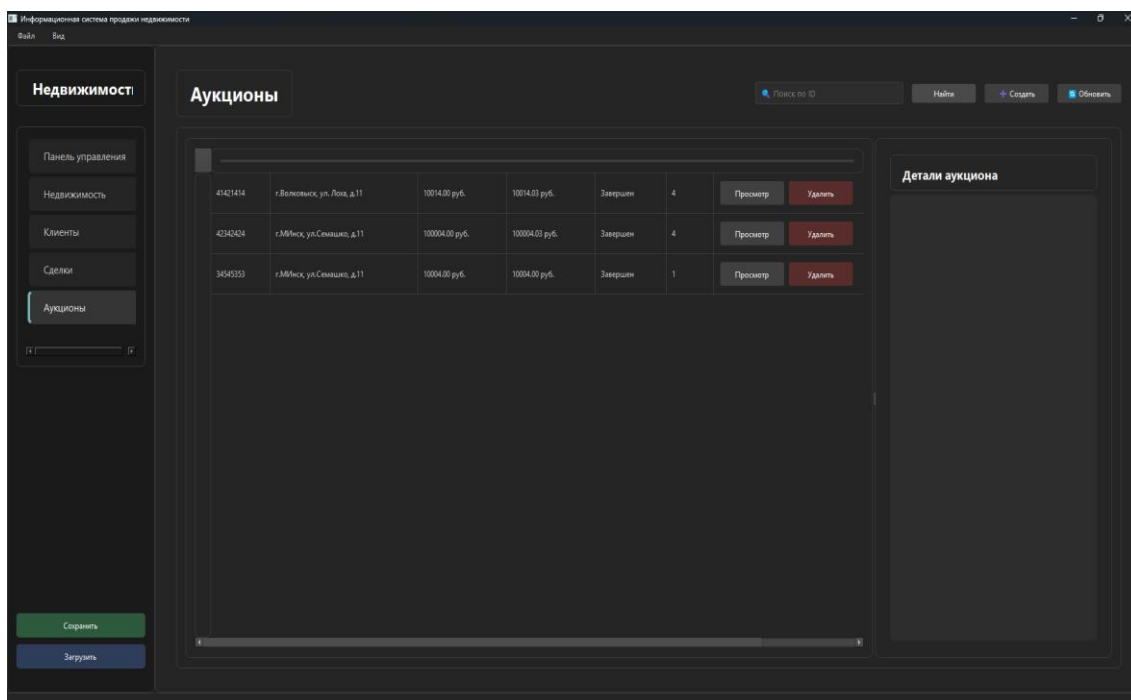 Информационная система продажи недвижимости
Файл Вид
Недвижимост
Аукционы
Поиск по ID
Найти
Создать
Обновить
Панель управления
Недвижимость
Клиенты
Сделки
Аукционы
41421414 г.Волковыск, ул. Лоха, д.11 10014.00 руб. 10014.03 руб. Завершен 4 Просмотр Удалить
42342424 г.МИнск, ул.Семашко, д.11 100004.00 руб. 100004.03 руб. Завершен 4 Просмотр Удалить
34545353 г.МИнск, ул.Семашко, д.11 10004.00 руб. 10004.00 руб. Завершен 1 Просмотр Удалить
Детали аукциона
Сохранить
Загрузить